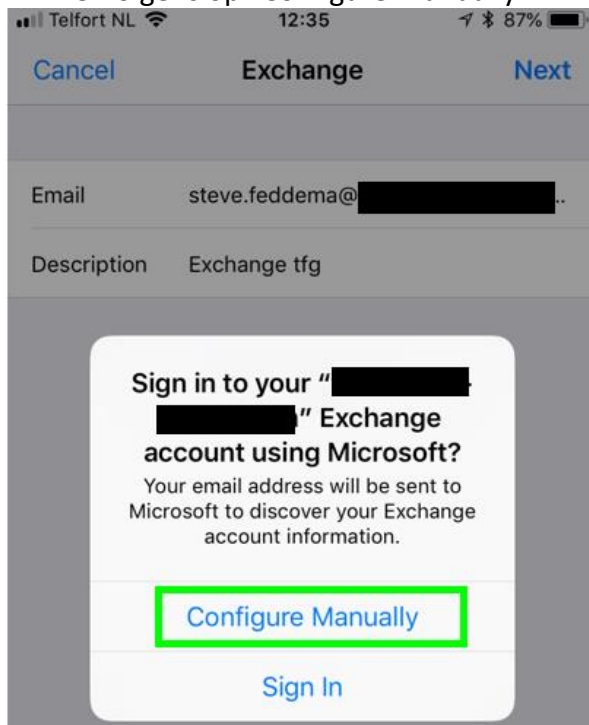 Telfort NL 12:35 87%
Cancel Exchange Next
Email steve.feddema@ ..
Description Exchange tfg
Sign in to your “ -
” Exchange
account using Microsoft?
Your email address will be sent to
Microsoft to discover your Exchange
account information.
Configure Manually
Sign In